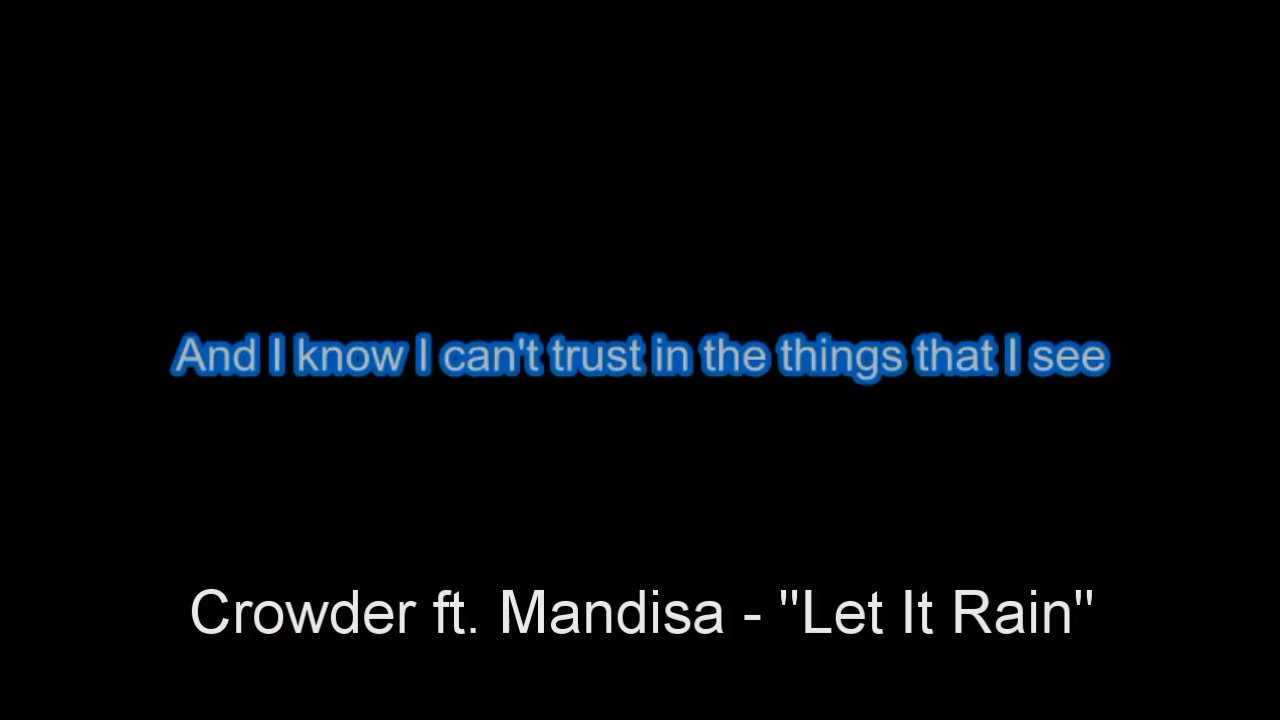 And I know I can't trust in the things that I see
Crowder ft. Mandisa - "Let It Rain"